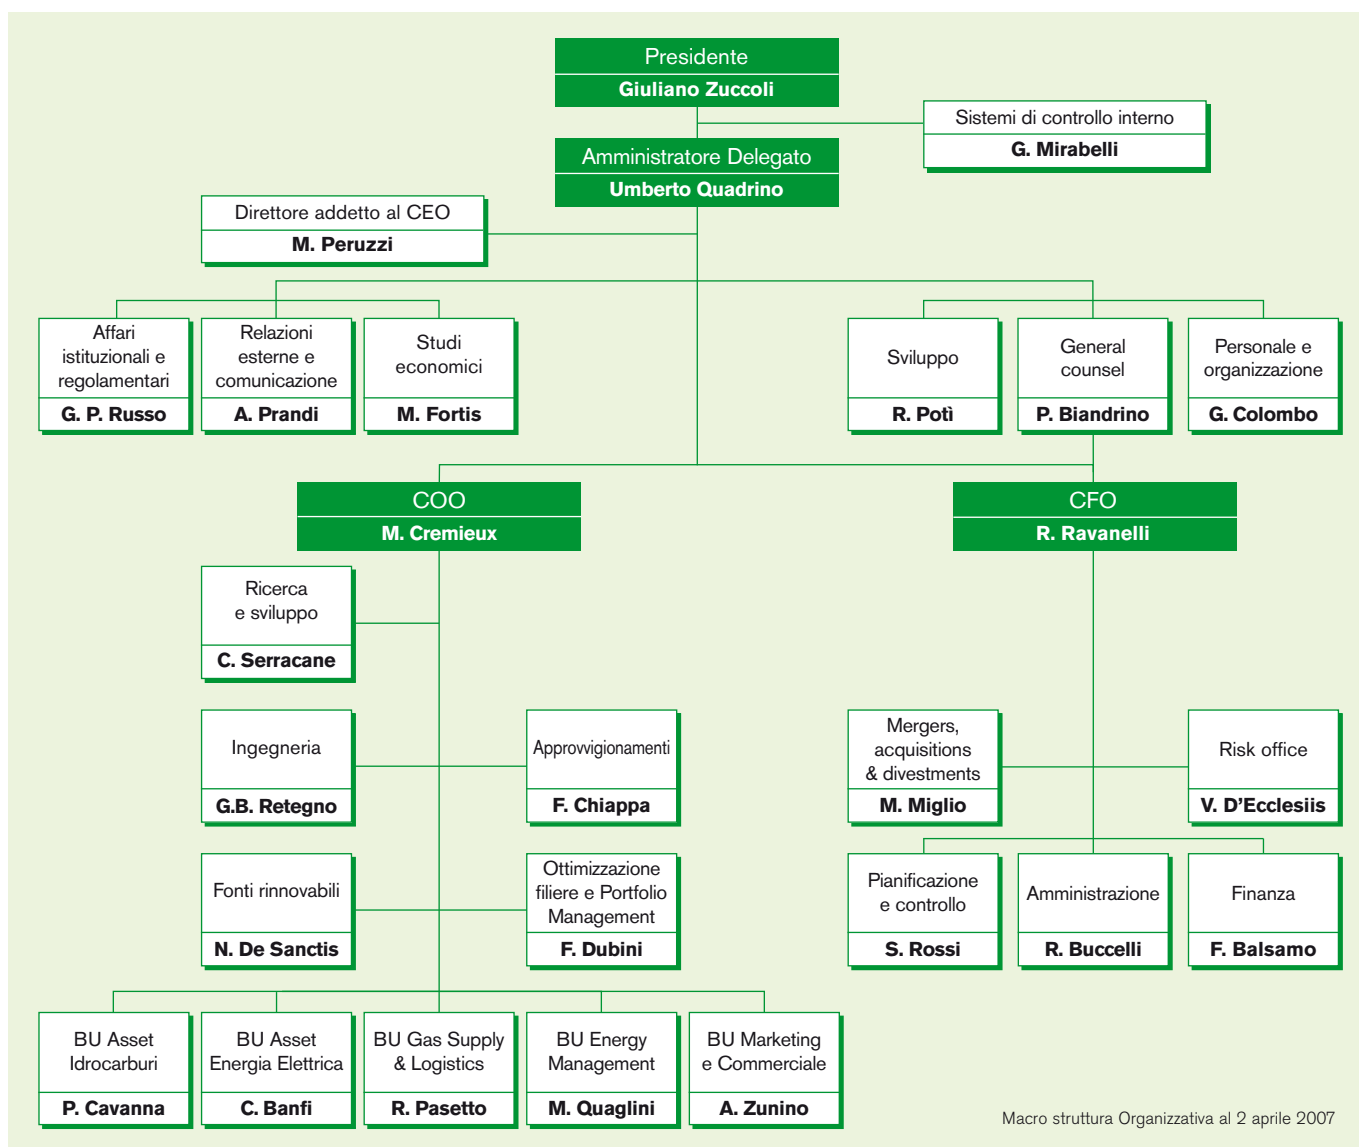 Presidente
Giuliano Zuccoli
Sistemi di controllo interno
G. Mirabelli
Amministratore Delegato
Umberto Quadrino
Direttore addetto al CEO
M. Peruzzi
Affari
istituzionali e
regolamentari
G. P. Russo
Relazioni
esterne e
comunicazione
A. Prandi
Studi
economici
M. Fortis
Sviluppo
R. Potì
General
counsel
P. Biandrino
Personale e
organizzazione
G. Colombo
COO
M. Cremieux
CFO
R. Ravanelli
Ricerca
e sviluppo
C. Serracane
Ingegneria
G.B. Retegno
Approvvigionamenti
F. Chiappa
Mergers,
acquisitions
& divestments
M. Miglio
Risk office
V. D'Ecclesiis
Fonti rinnovabili
N. De Sanctis
Ottimizzazione
filiere e Portfolio
Management
F. Dubini
Pianificazione
e controllo
S. Rossi
Amministrazione
R. Buccelli
Finanza
F. Balsamo
BU Asset
Idrocarburi
P. Cavanna
BU Asset
Energia Elettrica
C. Banfi
BU Gas Supply
& Logistics
R. Pasetto
BU Energy
Management
M. Quaglini
BU Marketing
e Commerciale
A. Zunino
Macro struttura Organizzativa al 2 aprile 2007